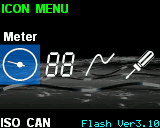 ICON MENU
Meter
88
ISO CAN
Flash Ver3.10